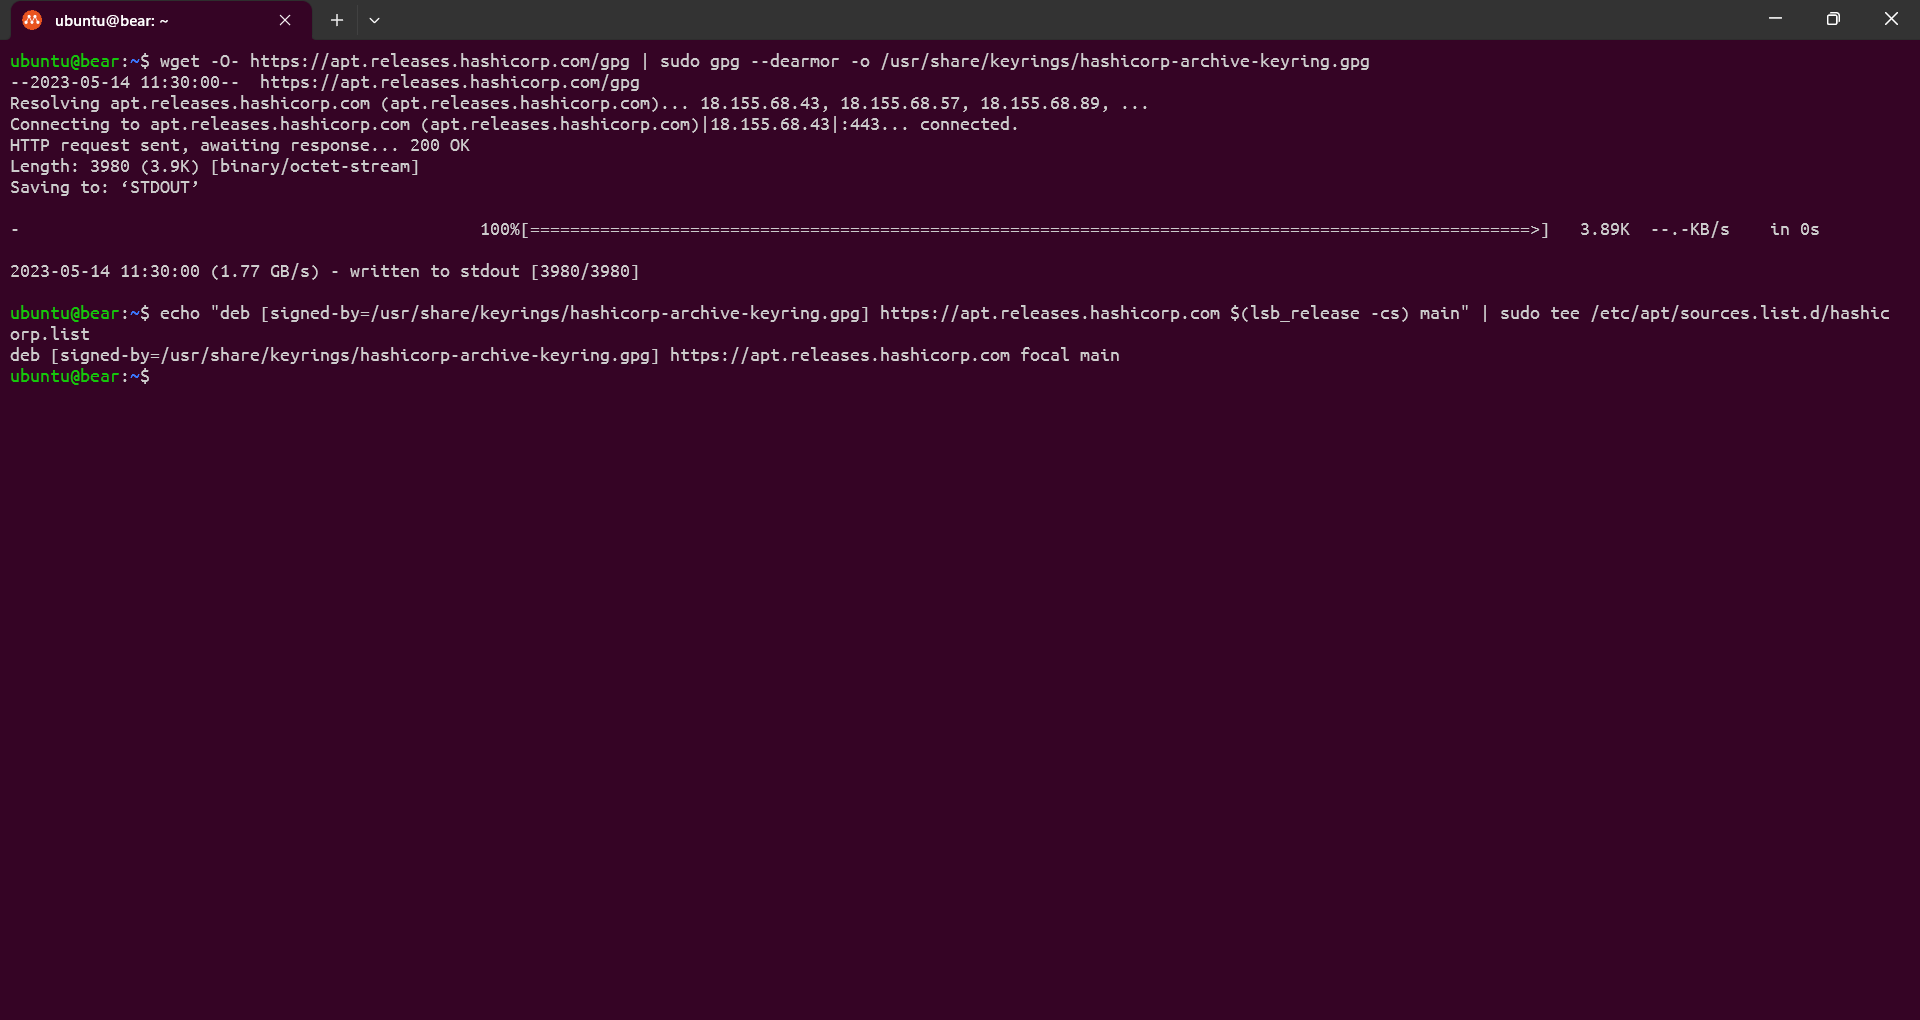 ubuntu@bear: ~
ubuntu@bear:~$ wget -O- https://apt.releases.hashicorp.com/gpg | sudo gpg --dearmor -o /usr/share/keyrings/hashicorp-archive-keyring.gpg
--2023-05-14 11:30:00--  https://apt.releases.hashicorp.com/gpg
Resolving apt.releases.hashicorp.com (apt.releases.hashicorp.com)... 18.155.68.43, 18.155.68.57, 18.155.68.89, ...
Connecting to apt.releases.hashicorp.com (apt.releases.hashicorp.com)|18.155.68.43|:443... connected.
HTTP request sent, awaiting response... 200 OK
Length: 3980 (3.9K) [binary/octet-stream]
Saving to: ‘STDOUT’
-                                              100%[====================================================================================================>]   3.89K  --.-KB/s    in 0s
2023-05-14 11:30:00 (1.77 GB/s) - written to stdout [3980/3980]
ubuntu@bear:~$ echo "deb [signed-by=/usr/share/keyrings/hashicorp-archive-keyring.gpg] https://apt.releases.hashicorp.com $(lsb_release -cs) main" | sudo tee /etc/apt/sources.list.d/hashic
orp.list
deb [signed-by=/usr/share/keyrings/hashicorp-archive-keyring.gpg] https://apt.releases.hashicorp.com focal main
ubuntu@bear:~$